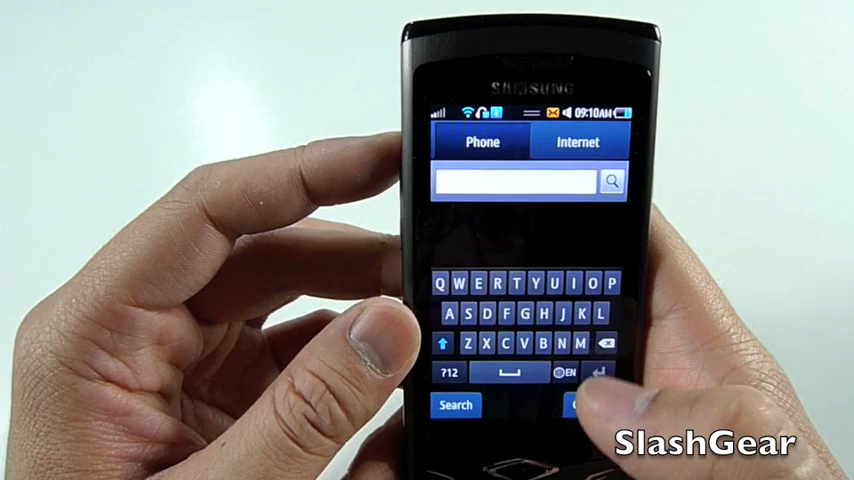 SAMSUNG
09:10AM
Phone Internet
Q W E R T Y U I O P
A S D F G H J K L
Z X C V B N M
?12 EN
Search
SlashGear